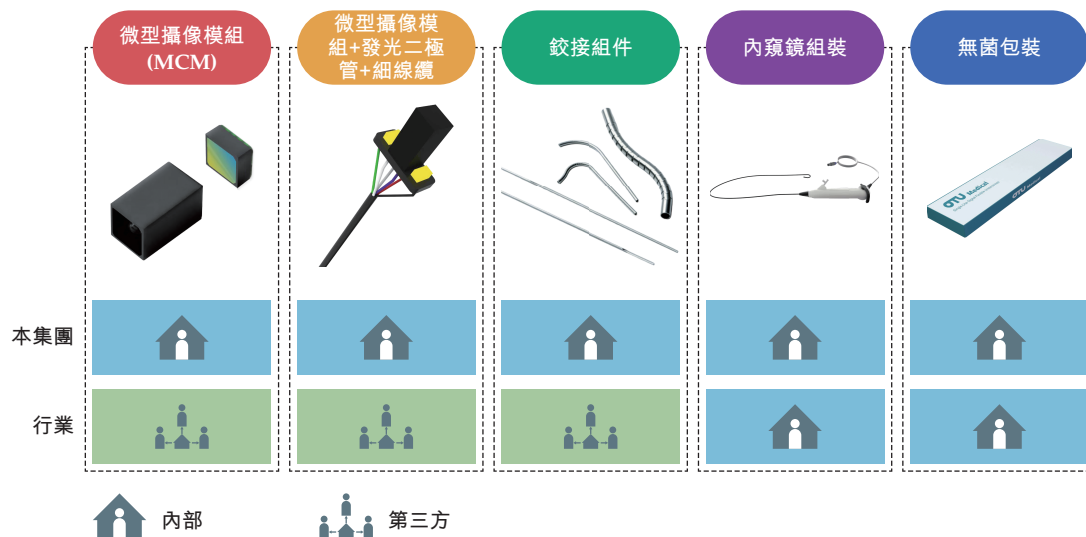 微型攝像模組
(MCM)
微型攝像模
組+發光二極
管+細線纜
鉸接組件
內窺鏡組裝
無菌包裝
OTU Medical
本集團
行業
內部
第三方